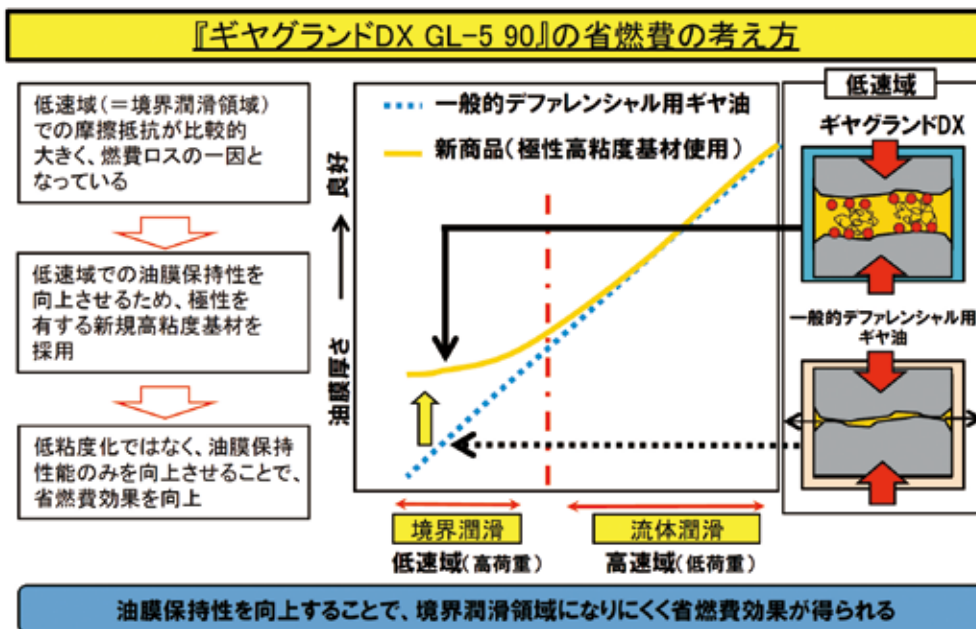 『ギヤグランドDX GL-5 90』の省燃費の考え方
低速域(=境界潤滑領域)
での摩擦抵抗が比較的
大きく、燃費ロスの一因と
なっている
低速域での油膜保持性を
向上させるため、極性を
有する新規高粘度基材を
採用
低粘度化ではなく、油膜保持
性能のみを向上させることで、
省燃費効果を向上
油膜厚さ
良好
一般的デファレンシャル用ギヤ油
新商品(極性高粘度基材使用)
境界潤滑
低速域(高荷重)
流体潤滑
高速域(低荷重)
低速域
ギヤグランドDX
一般的デファレンシャル用
ギヤ油
油膜保持性を向上することで、境界潤滑領域になりにくく省燃費効果が得られる